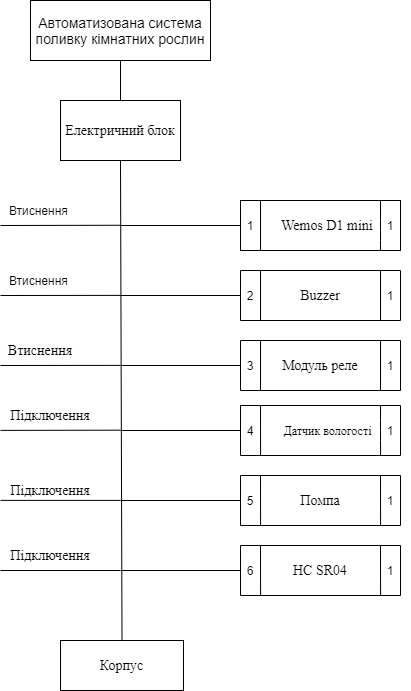 Автоматизована система
поливку кімнатних рослин
Електричний блок
Втиснення
1 Wemos D1 mini 1
Втиснення
2 Buzzer 1
Втиснення
3 Модуль реле 1
Підключення
4 Датчик вологості 1
Підключення
5 Помпа 1
Підключення
6 HC SR04 1
Корпус